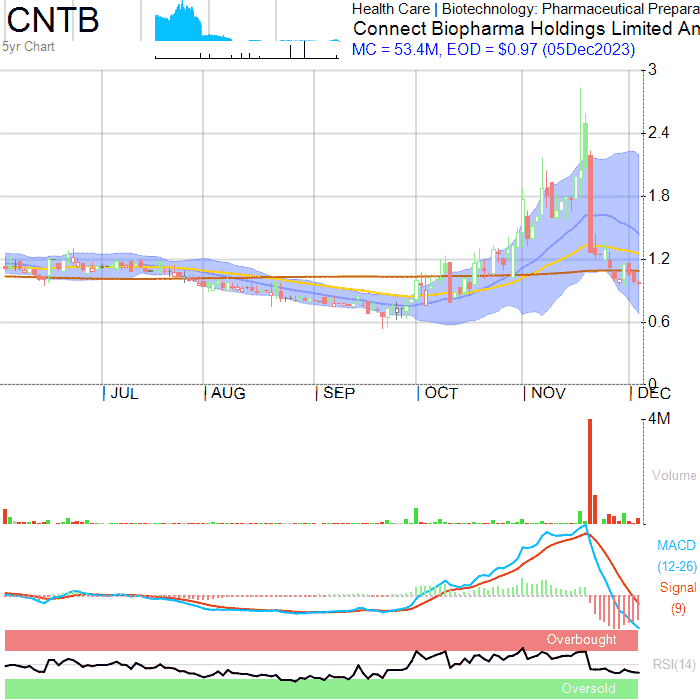 CNTB
5yr Chart
Health Care | Biotechnology: Pharmaceutical Prepara
Connect Biopharma Holdings Limited An
MC = 53.4M, EOD = $0.97 (05Dec2023)
3
2.4
1.8
1.2
0.6
0
JUL AUG SEP OCT NOV DEC
4M
Volume
MACD
(12-26)
Signal
(9)
Overbought
RSI(14)
Oversold